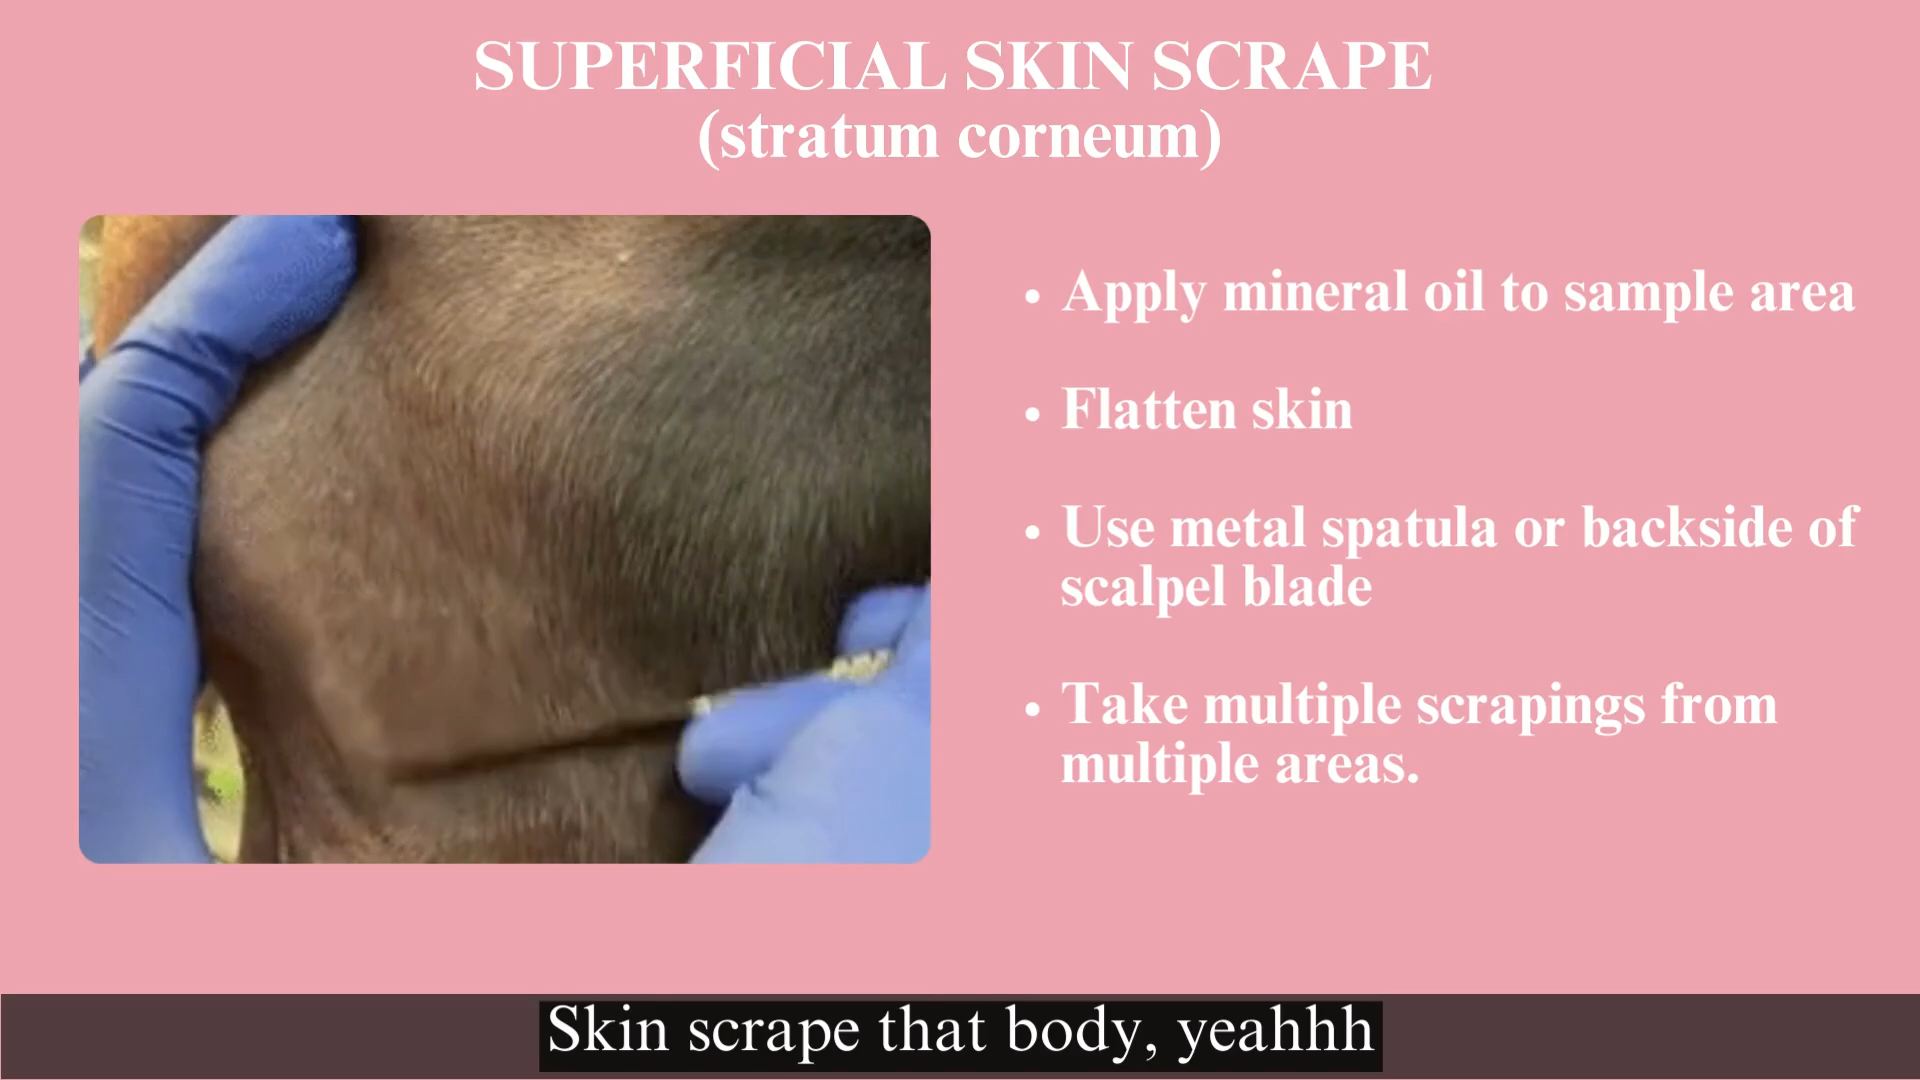 SUPERFICIAL SKIN SCRAPE
(stratum corneum)
• Apply mineral oil to sample area
• Flatten skin
• Use metal spatula or backside of
scalpel blade
• Take multiple scrapings from
multiple areas.
Skin scrape that body, yeahhh